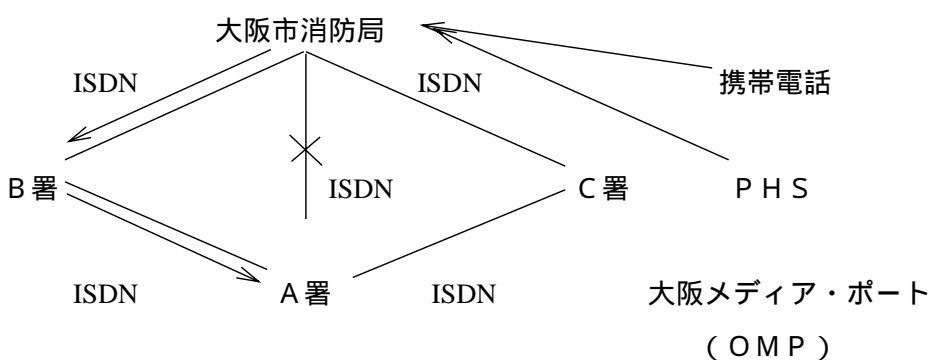 大阪市消防局
ISDN
ISDN
携帯電話
B署
ISDN
C署
PHS
ISDN
A署
ISDN
大阪メディア・ポート
(OMP)